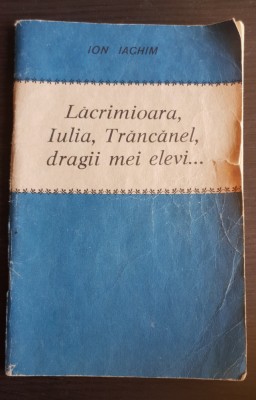 ION IACHIM
Lăcrimioara,
Iulia, Trăncănel,
dragii mei elevi...